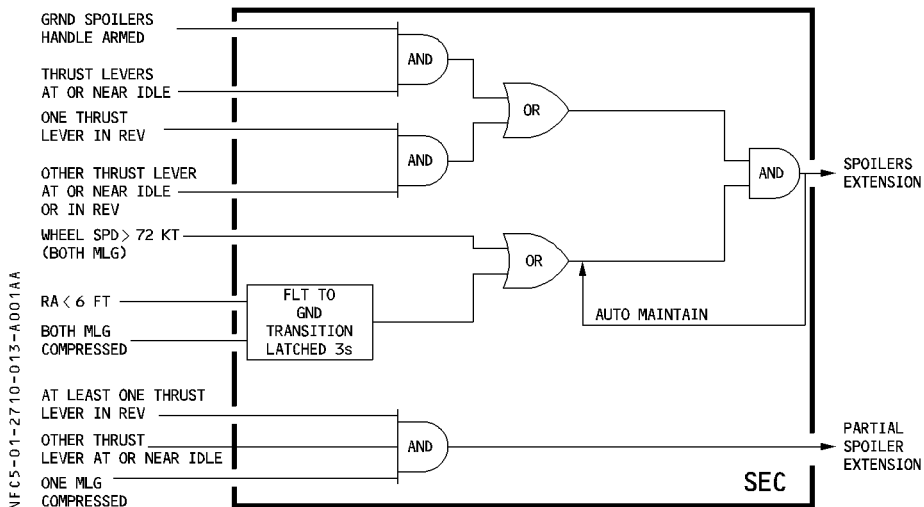 GRND SPOILERS
HANDLE ARMED
THRUST LEVERS
AT OR NEAR IDLE
ONE THRUST
LEVER IN REV
OTHER THRUST LEVER
AT OR NEAR IDLE
OR IN REV
WHEEL SPD > 72 KT
(BOTH MLG)
RA < 6 FT
BOTH MLG
COMPRESSED
FLT TO
GND
TRANSITION
LATCHED 3s
AND
AND
OR
OR
AND
AUTO MAINTAIN
SPOILERS
EXTENSION
AT LEAST ONE THRUST
LEVER IN REV
OTHER THRUST
LEVER AT OR NEAR IDLE
ONE MLG
COMPRESSED
AND
PARTIAL
SPOILER
EXTENSION
SEC
NFC5-01-2710-013-A001AA